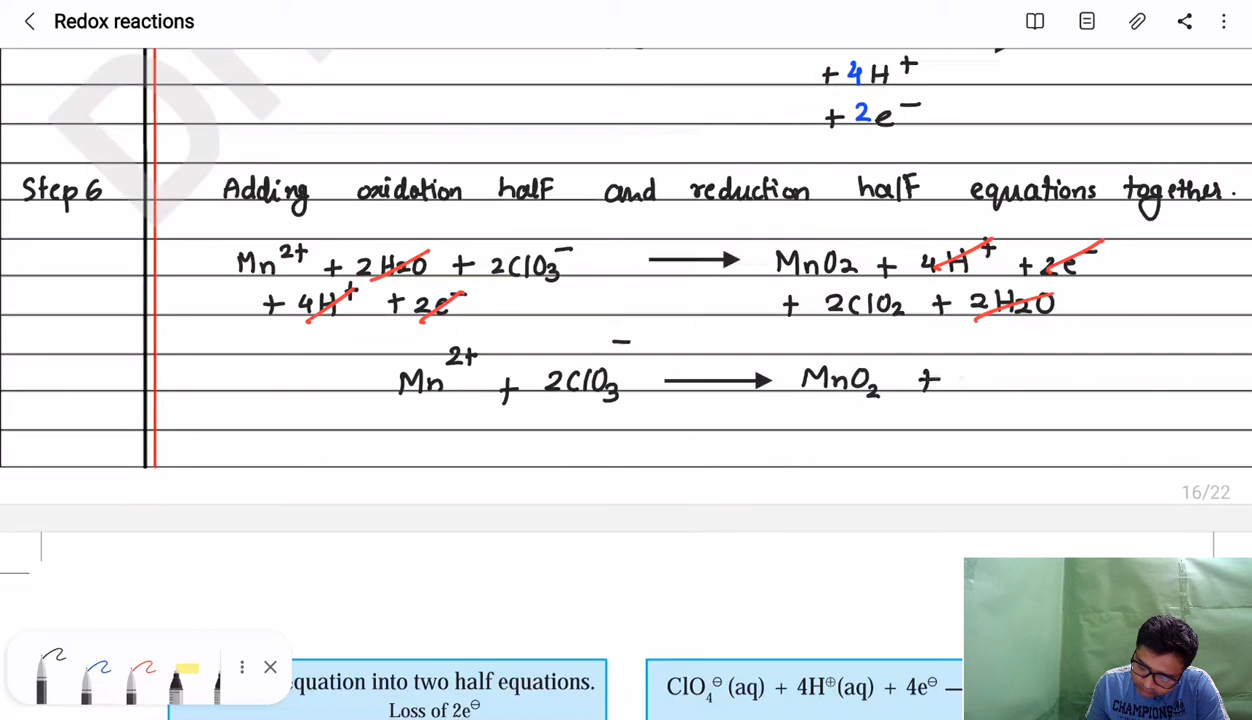 Redox reactions
+ 4H⁺
+ 2e⁻
Step 6 Adding oxidation half and reduction half equations together.
Mn²⁺ + 2H₂O + 2ClO₃⁻ ⟶ MnO₂ + 4H⁺ + 2e⁻
+ 4H⁺ + 2e⁻ + 2ClO₂ + 2H₂O
Mn²⁺ + 2ClO₃⁻ ⟶ MnO₂ +
16/22
quation into two half equations.
Loss of 2e⊖
ClO₄⊖(aq) + 4H⊕(aq) + 4e⊖ —
CHAMPIONS